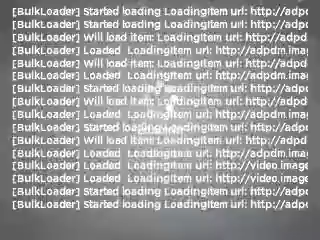 [BulkLoader] Started loading LoadingItem url: http://adpd
[BulkLoader] Started loading LoadingItem url: http://adpd
[BulkLoader] Will load item: LoadingItem url: http://adpd
[BulkLoader] Loaded LoadingItem url: http://adpdm.ima
[BulkLoader] Will load item: LoadingItem url: http://adpd
[BulkLoader] Loaded LoadingItem url: http://adpdm.ima
[BulkLoader] Started loading LoadingItem url: http://adpd
[BulkLoader] Will load item: LoadingItem url: http://adpd
[BulkLoader] Loaded LoadingItem url: http://adpdm.ima
[BulkLoader] Started loading LoadingItem url: http://adpd
[BulkLoader] Will load item: LoadingItem url: http://adpd
[BulkLoader] Loaded LoadingItem url: http://adpdm.image
[BulkLoader] Loaded LoadingItem url: http://video.image
[BulkLoader] Loaded LoadingItem url: http://video.image
[BulkLoader] Started loading LoadingItem url: http://adpd
[BulkLoader] Started loading LoadingItem url: http://adpd